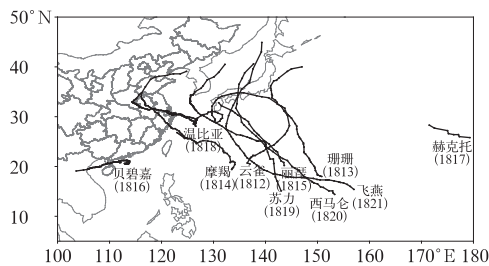 50°N
40
30
20
10
温比亚
(1818)
贝碧嘉
(1816)
摩羯
(1814)
云雀
(1812)
丽琵
(1815)
苏力
(1819)
珊珊
(1813)
西马仑
(1820)
飞燕
(1821)
赫克托
(1817)
100 110 120 130 140 150 160 170°E 180